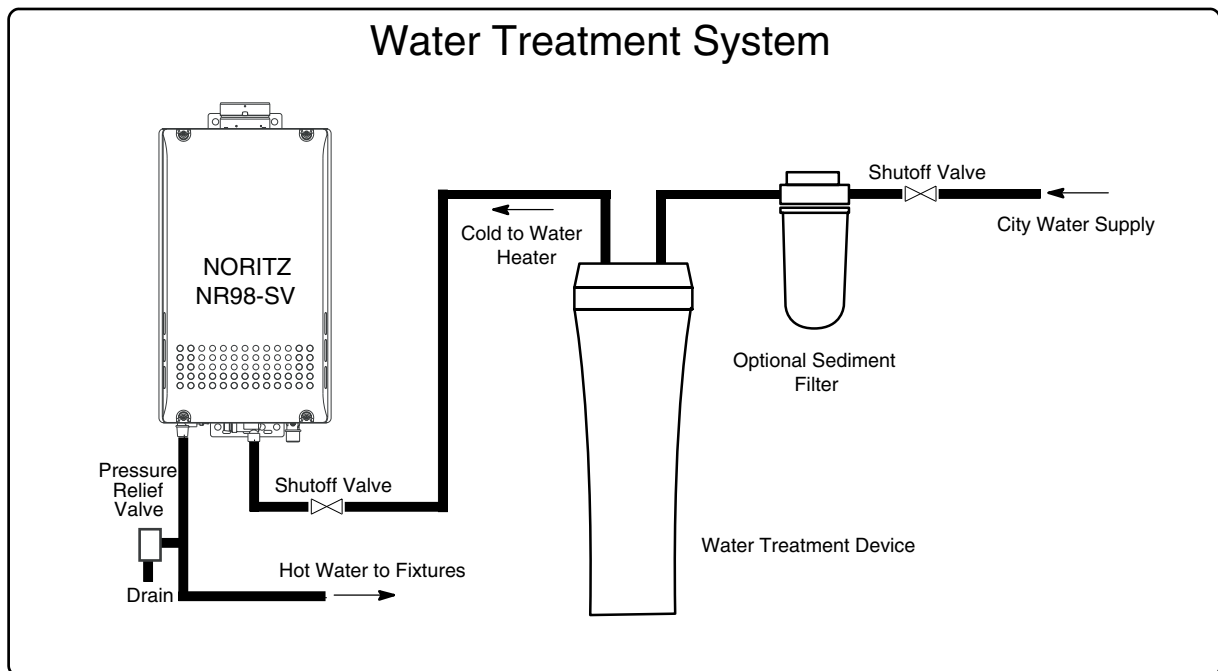 Water Treatment System
Shutoff Valve
City Water Supply
Cold to Water
Heater
NORITZ
NR98-SV
Optional Sediment
Filter
Pressure
Relief
Valve
Shutoff Valve
Water Treatment Device
Hot Water to Fixtures
Drain